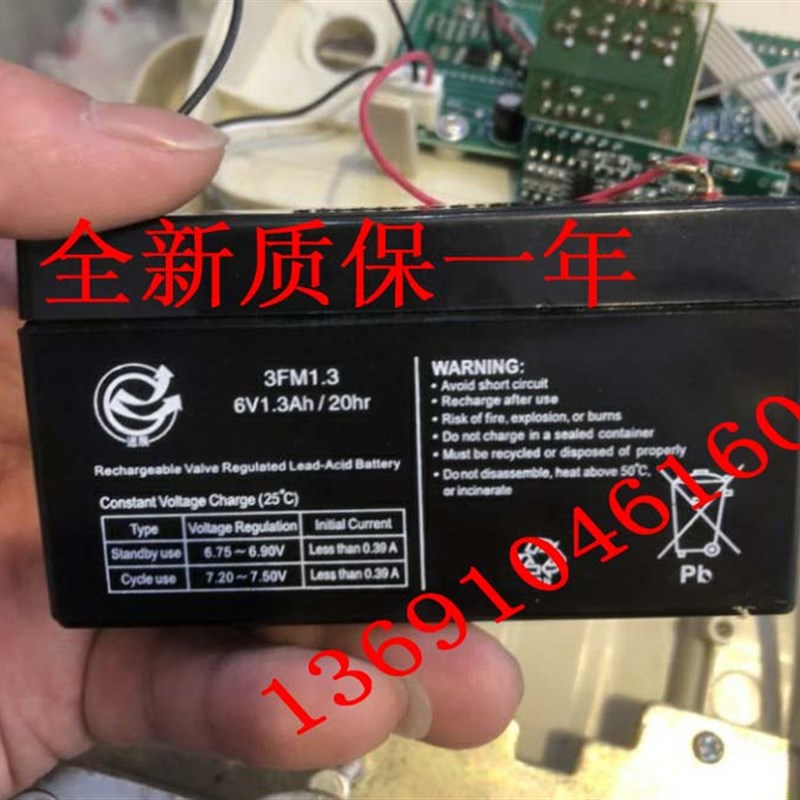 全新质保一年
3FM1.3
6V1.3Ah / 20hr
Rechargeable Valve Regulated Lead-Acid Battery
Constant Voltage Charge (25℃)
Type Voltage Regulation Initial Current
Standby use 6.75～6.90V Less than 0.39 A
Cycle use 7.20～7.50V Less than 0.39 A
WARNING:
• Avoid short circuit
• Recharge after use
• Risk of fire, explosion, or burns
• Do not charge in a sealed container
• Must be recycled or disposed of properly
• Do not disassemble, heat above 50℃,
or incinerate
Pb
13691046160